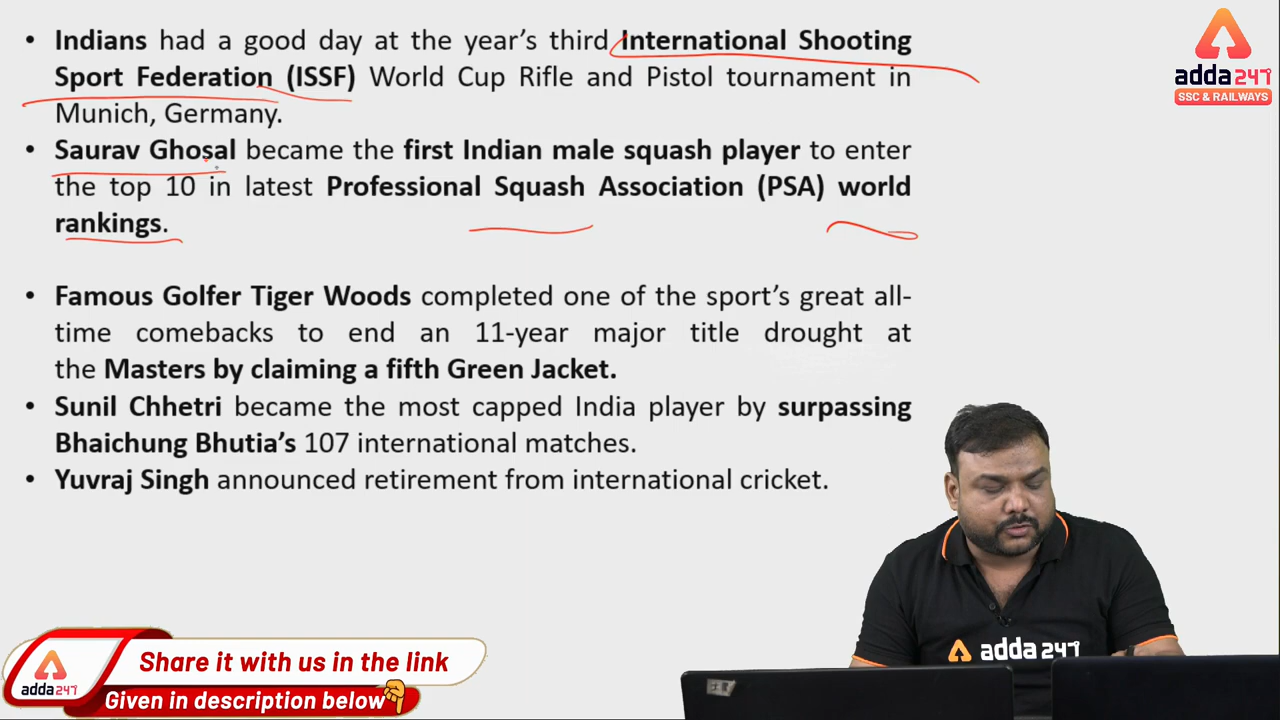 • Indians had a good day at the year's third International Shooting
Sport Federation (ISSF) World Cup Rifle and Pistol tournament in
Munich, Germany.
• Saurav Ghosal became the first Indian male squash player to enter
the top 10 in latest Professional Squash Association (PSA) world
rankings.
• Famous Golfer Tiger Woods completed one of the sport's great all-
time comebacks to end an 11-year major title drought at
the Masters by claiming a fifth Green Jacket.
• Sunil Chhetri became the most capped India player by surpassing
Bhaichung Bhutia's 107 international matches.
• Yuvraj Singh announced retirement from international cricket.
adda247
SSC & RAILWAYS
adda247
adda247
Share it with us in the link
Given in description below